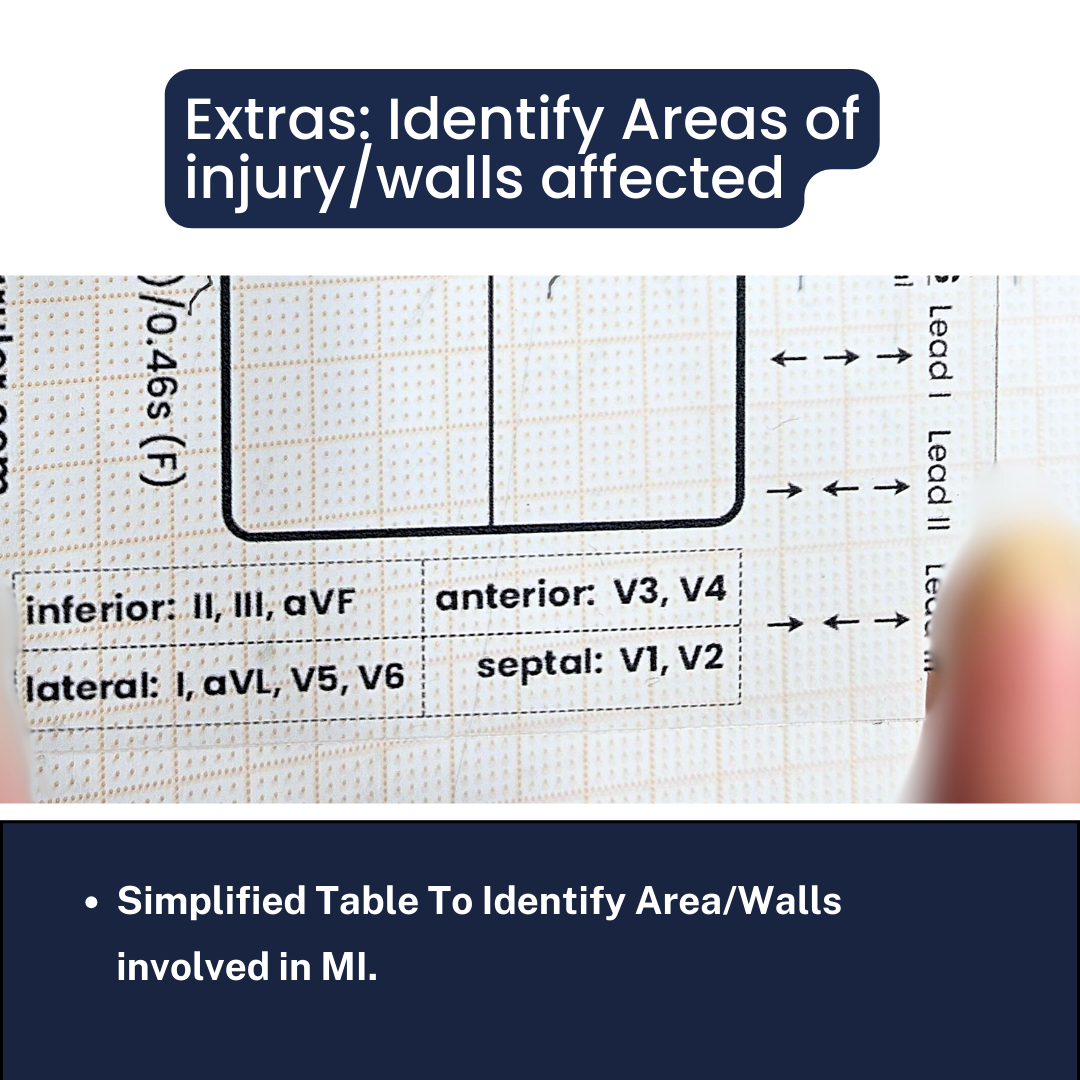 Extras: Identify Areas of
injury/walls affected
)/0.46s (F)
Lead I Lead II
inferior: II, III, aVF
anterior: V3, V4
lateral: I, aVL, V5, V6
septal: V1, V2
• Simplified Table To Identify Area/Walls
involved in MI.